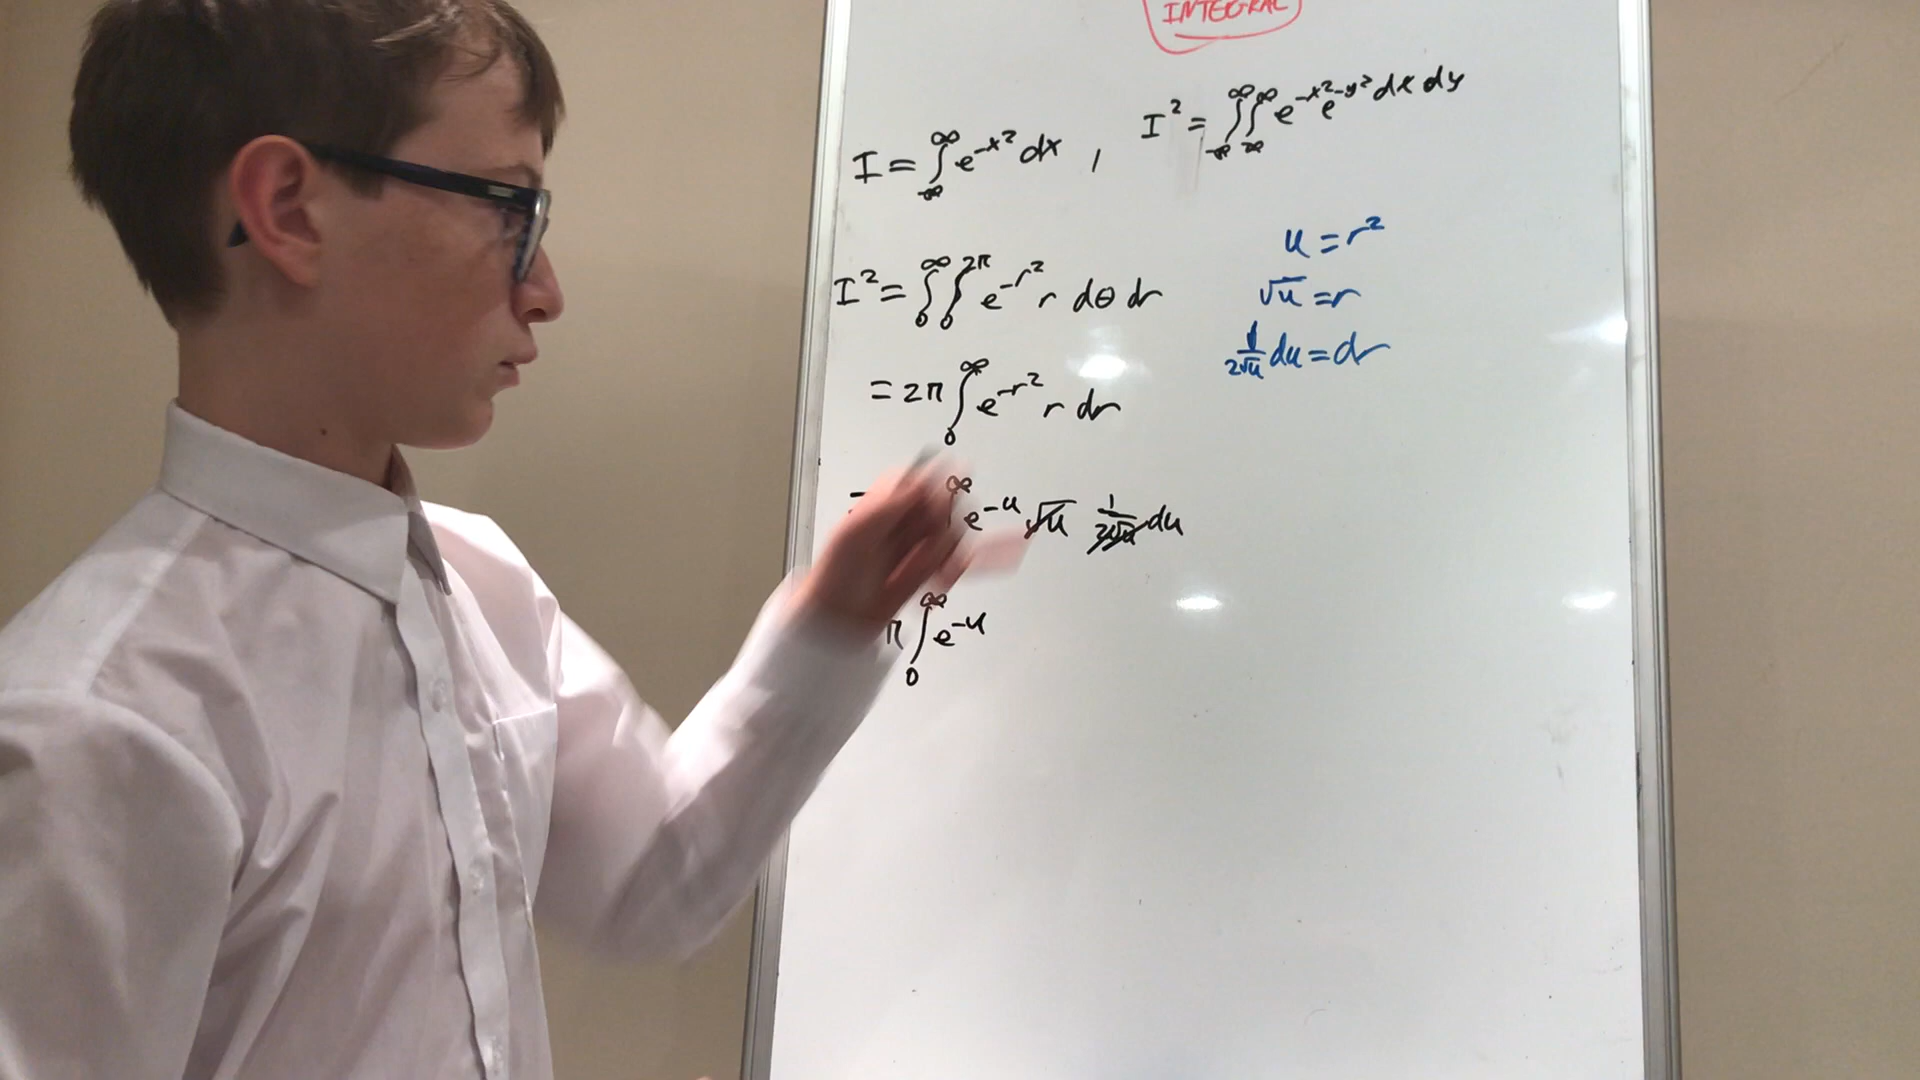 INTEGRAL
I = ∫_{-∞}^{∞} e^{-x²} dx , I² = ∫_{-∞}^{∞} ∫_{-∞}^{∞} e^{-x²} e^{-y²} dx dy
u = r²
I² = ∫_0^∞ ∫_0^{2π} e^{-r²} r dθ dr
√u = r
1/(2√u) du = dr
= 2π ∫_0^∞ e^{-r²} r dr
∫^∞ e^{-u} √u 1/(2√u) du
π ∫_0^∞ e^{-u}